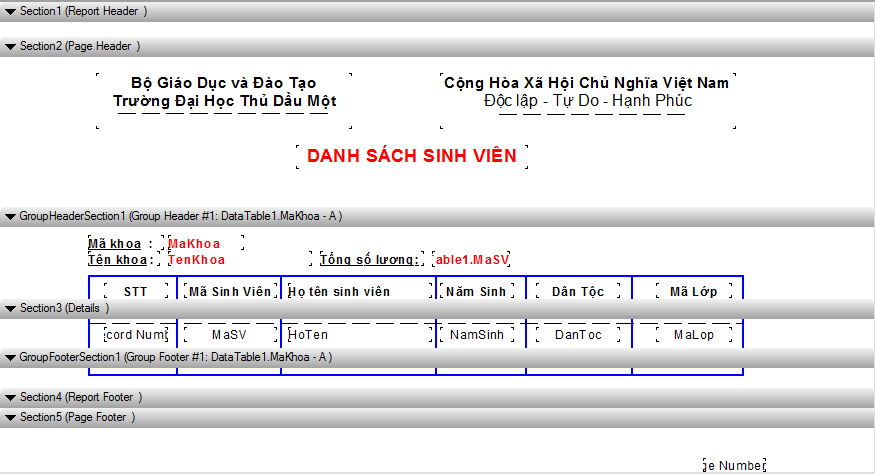 Section1 (Report Header )
Section2 (Page Header )
Bộ Giáo Dục và Đào Tạo
Trường Đại Học Thủ Dầu Một
Cộng Hòa Xã Hội Chủ Nghĩa Việt Nam
Độc lập - Tự Do - Hạnh Phúc
DANH SÁCH SINH VIÊN
GroupHeaderSection1 (Group Header #1: DataTable1.MaKhoa - A )
Mã khoa : MaKhoa
Tên khoa: TenKhoa Tổng số lương: able1.MaSV
STT Mã Sinh Viên Họ tên sinh viên Năm Sinh Dân Tộc Mã Lớp
Section3 (Details )
cord Num MaSV HoTen NamSinh DanToc MaLop
GroupFooterSection1 (Group Footer #1: DataTable1.MaKhoa - A )
Section4 (Report Footer )
Section5 (Page Footer )
ge Number